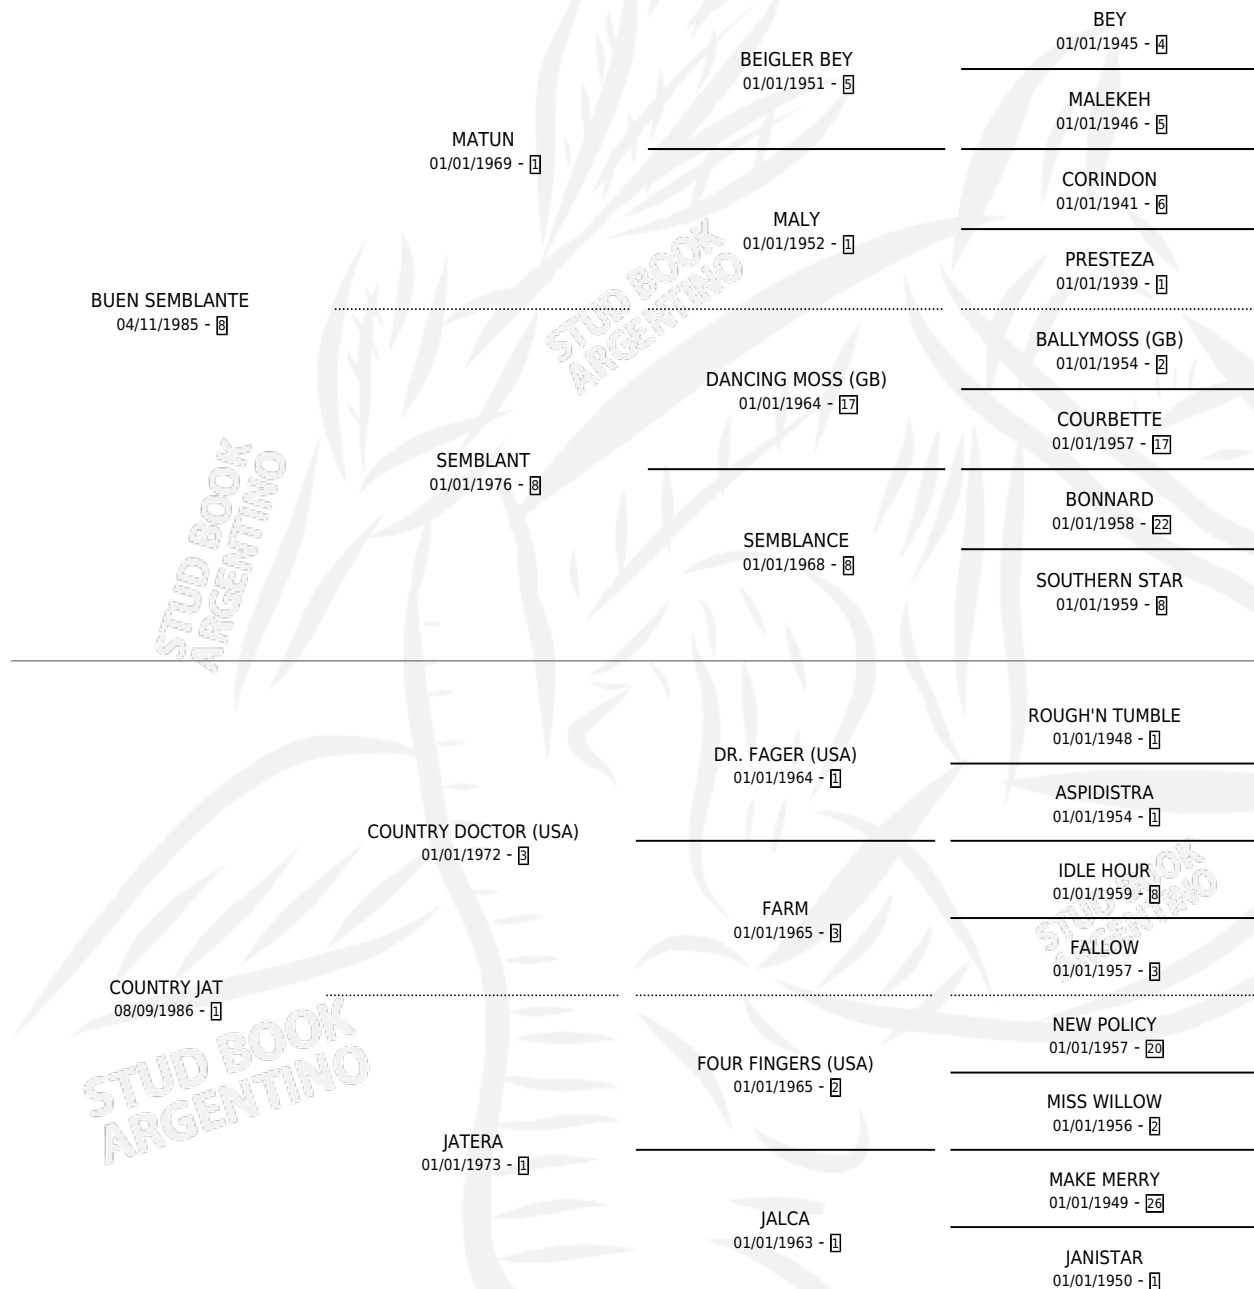 BUEN SEMBLANTE
04/11/1985 - 8
MATUN
01/01/1969 - 1
SEMBLANT
01/01/1976 - 8
BEIGLER BEY
01/01/1951 - 5
MALY
01/01/1952 - 1
DANCING MOSS (GB)
01/01/1964 - 17
SEMBLANCE
01/01/1968 - 8
BEY
01/01/1945 - 4
MALEKEH
01/01/1946 - 5
CORINDON
01/01/1941 - 6
PRESTEZA
01/01/1939 - 1
BALLYMOSS (GB)
01/01/1954 - 2
COURBETTE
01/01/1957 - 17
BONNARD
01/01/1958 - 22
SOUTHERN STAR
01/01/1959 - 8
COUNTRY JAT
08/09/1986 - 1
COUNTRY DOCTOR (USA)
01/01/1972 - 3
JATERA
01/01/1973 - 1
DR. FAGER (USA)
01/01/1964 - 1
FARM
01/01/1965 - 3
FOUR FINGERS (USA)
01/01/1965 - 2
JALCA
01/01/1963 - 1
ROUGH'N TUMBLE
01/01/1948 - 1
ASPIDISTRA
01/01/1954 - 1
IDLE HOUR
01/01/1959 - 8
FALLOW
01/01/1957 - 3
NEW POLICY
01/01/1957 - 20
MISS WILLOW
01/01/1956 - 2
MAKE MERRY
01/01/1949 - 26
JANISTAR
01/01/1950 - 1
STUD BOOK
ARGENTINO
STUD BOOK
ARGENTINO
STUD BOOK
ARGENTINO
STUD BOOK
ARGENTINO